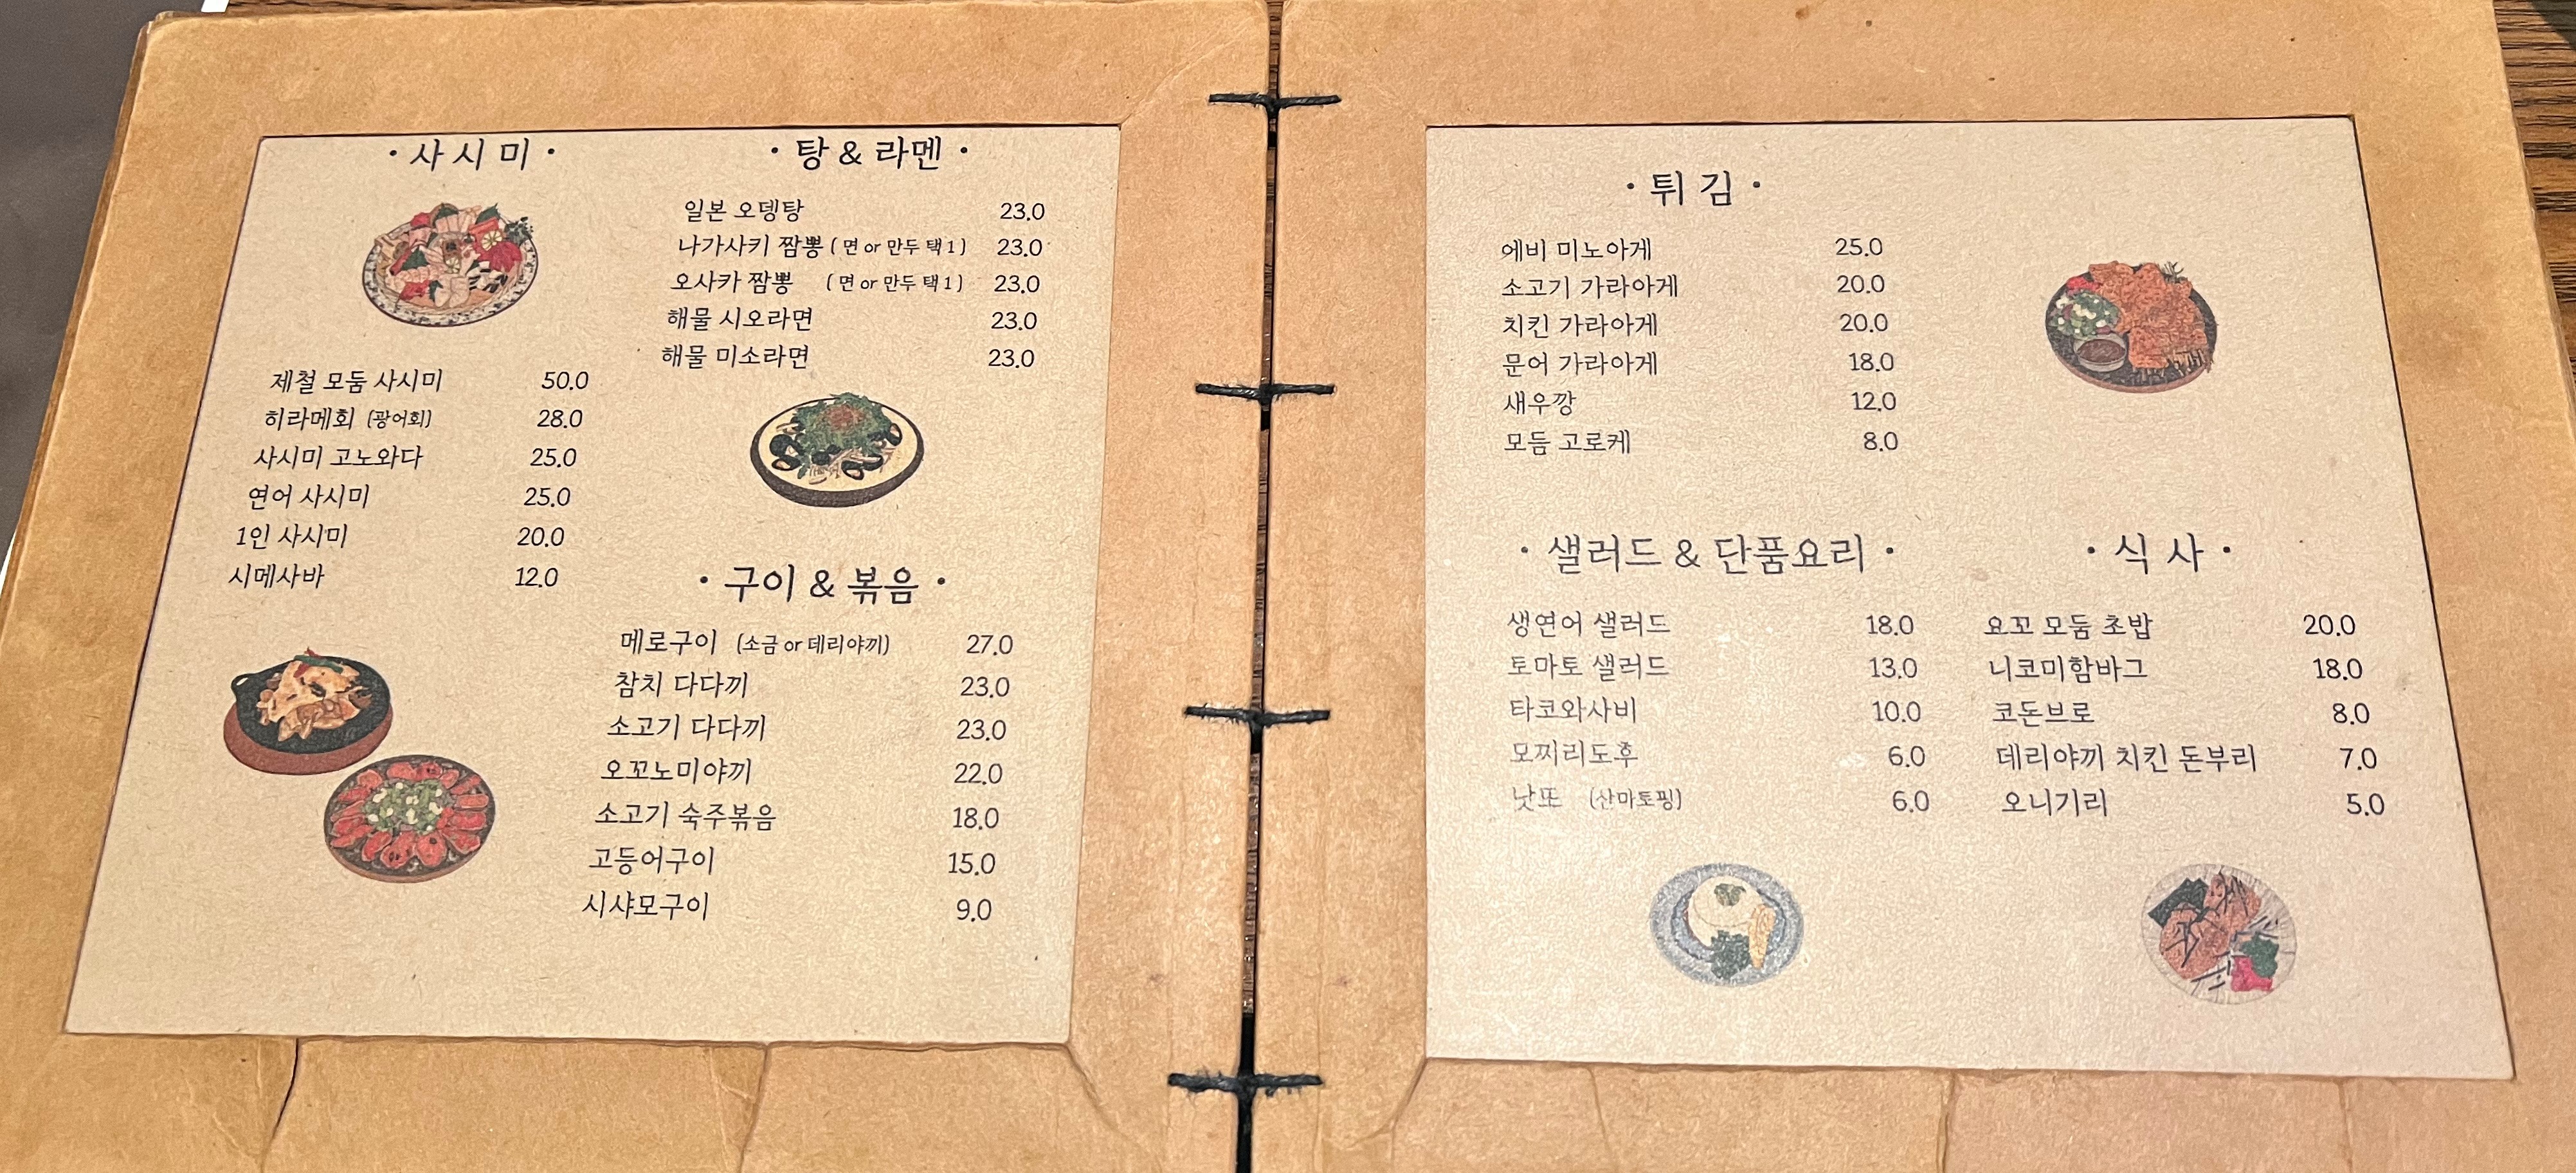 · 사 시 미 ·
제철 모둠 사시미 50.0
히라메회 (광어회) 28.0
사시미 고노와다 25.0
연어 사시미 25.0
1인 사시미 20.0
시메사바 12.0
· 탕 & 라멘 ·
일본 오뎅탕 23.0
나가사키 짬뽕 ( 면 or 만두 택 1 ) 23.0
오사카 짬뽕 ( 면 or 만두 택 1 ) 23.0
해물 시오라면 23.0
해물 미소라면 23.0
· 구이 & 볶음 ·
메로구이 (소금 or 데리야끼) 27.0
참치 다다끼 23.0
소고기 다다끼 23.0
오꼬노미야끼 22.0
소고기 숙주볶음 18.0
고등어구이 15.0
시샤모구이 9.0
· 튀 김 ·
에비 미노아게 25.0
소고기 가라아게 20.0
치킨 가라아게 20.0
문어 가라아게 18.0
새우깡 12.0
모듬 고로케 8.0
· 샐러드 & 단품요리 ·
생연어 샐러드 18.0
토마토 샐러드 13.0
타코와사비 10.0
모찌리도후 6.0
낫또 (산마토핑) 6.0
· 식 사 ·
요꼬 모둠 초밥 20.0
니코미함바그 18.0
코돈브로 8.0
데리야끼 치킨 돈부리 7.0
오니기리 5.0